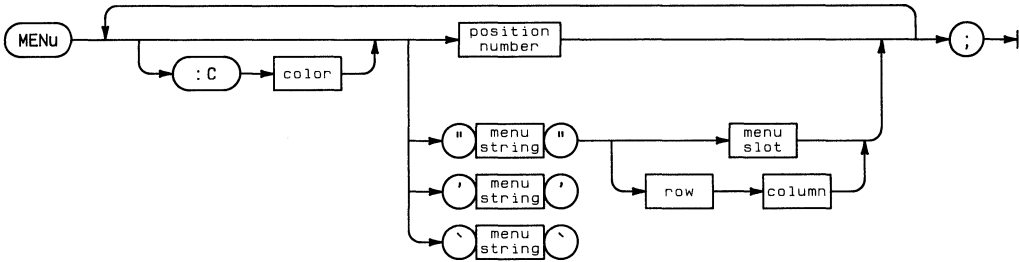 MENu
:C
color
position
number
;
"
menu
string
"
menu
slot
row
column
'
menu
string
'
`
menu
string
`